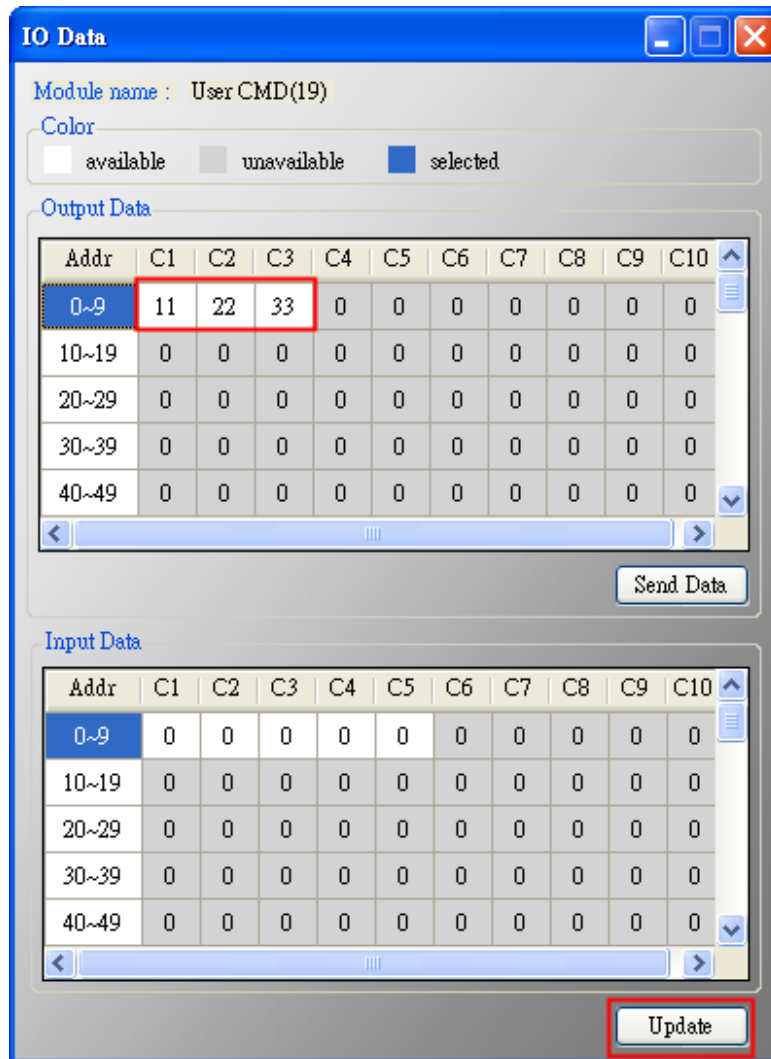 IO Data
Module name : User CMD(19)
Color
available unavailable selected
Output Data
Addr C1 C2 C3 C4 C5 C6 C7 C8 C9 C10
0~9 11 22 33 0 0 0 0 0 0 0
10~19 0 0 0 0 0 0 0 0 0 0
20~29 0 0 0 0 0 0 0 0 0 0
30~39 0 0 0 0 0 0 0 0 0 0
40~49 0 0 0 0 0 0 0 0 0 0
Send Data
Input Data
Addr C1 C2 C3 C4 C5 C6 C7 C8 C9 C10
0~9 0 0 0 0 0 0 0 0 0 0
10~19 0 0 0 0 0 0 0 0 0 0
20~29 0 0 0 0 0 0 0 0 0 0
30~39 0 0 0 0 0 0 0 0 0 0
40~49 0 0 0 0 0 0 0 0 0 0
Update